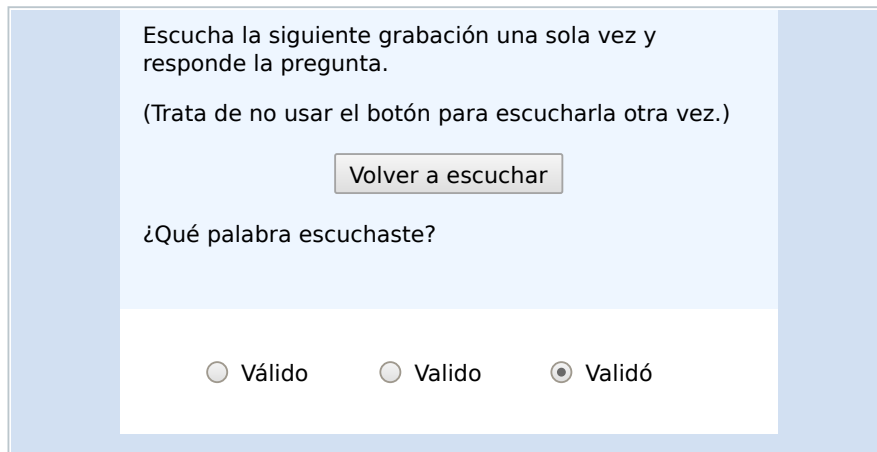 Escucha la siguiente grabación una sola vez y
responde la pregunta.
(Trata de no usar el botón para escucharla otra vez.)
Volver a escuchar
¿Qué palabra escuchaste?
Válido Valido Validó